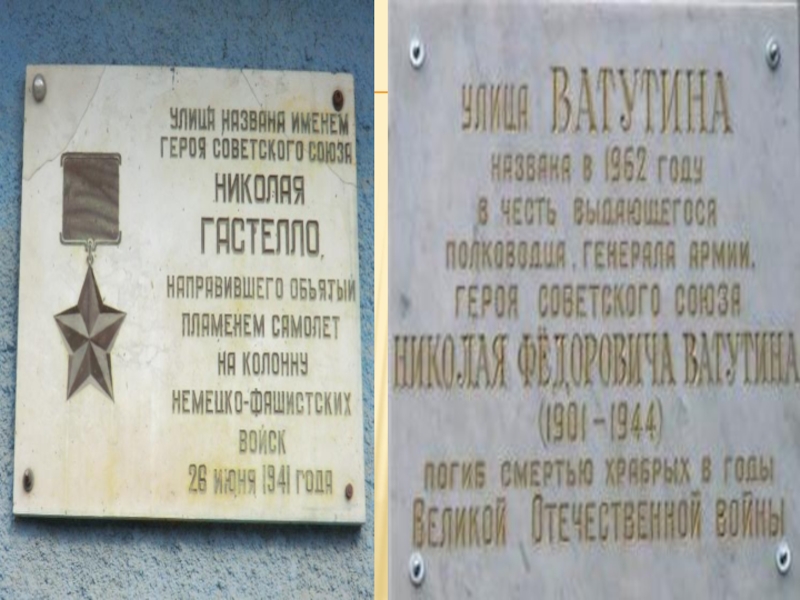 УЛИЦА НАЗВАНА ИМЕНЕМ
ГЕРОЯ СОВЕТСКОГО СОЮЗА
НИКОЛАЯ
ГАСТЕЛЛО,
НАПРАВИВШЕГО ОБЪЯТЫЙ
ПЛАМЕНЕМ САМОЛЕТ
НА КОЛОННУ
НЕМЕЦКО-ФАШИСТСКИХ
ВОЙСК
26 ИЮНЯ 1941 ГОДА
УЛИЦА ВАТУТИНА
НАЗВАНА В 1962 ГОДУ
В ЧЕСТЬ ВЫДАЮЩЕГОСЯ
ПОЛКОВОДЦА, ГЕНЕРАЛА АРМИИ,
ГЕРОЯ СОВЕТСКОГО СОЮЗА
НИКОЛАЯ ФЁДОРОВИЧА ВАТУТИНА
(1901-1944)
ПОГИБ СМЕРТЬЮ ХРАБРЫХ В ГОДЫ
ВЕЛИКОЙ ОТЕЧЕСТВЕННОЙ ВОЙНЫ